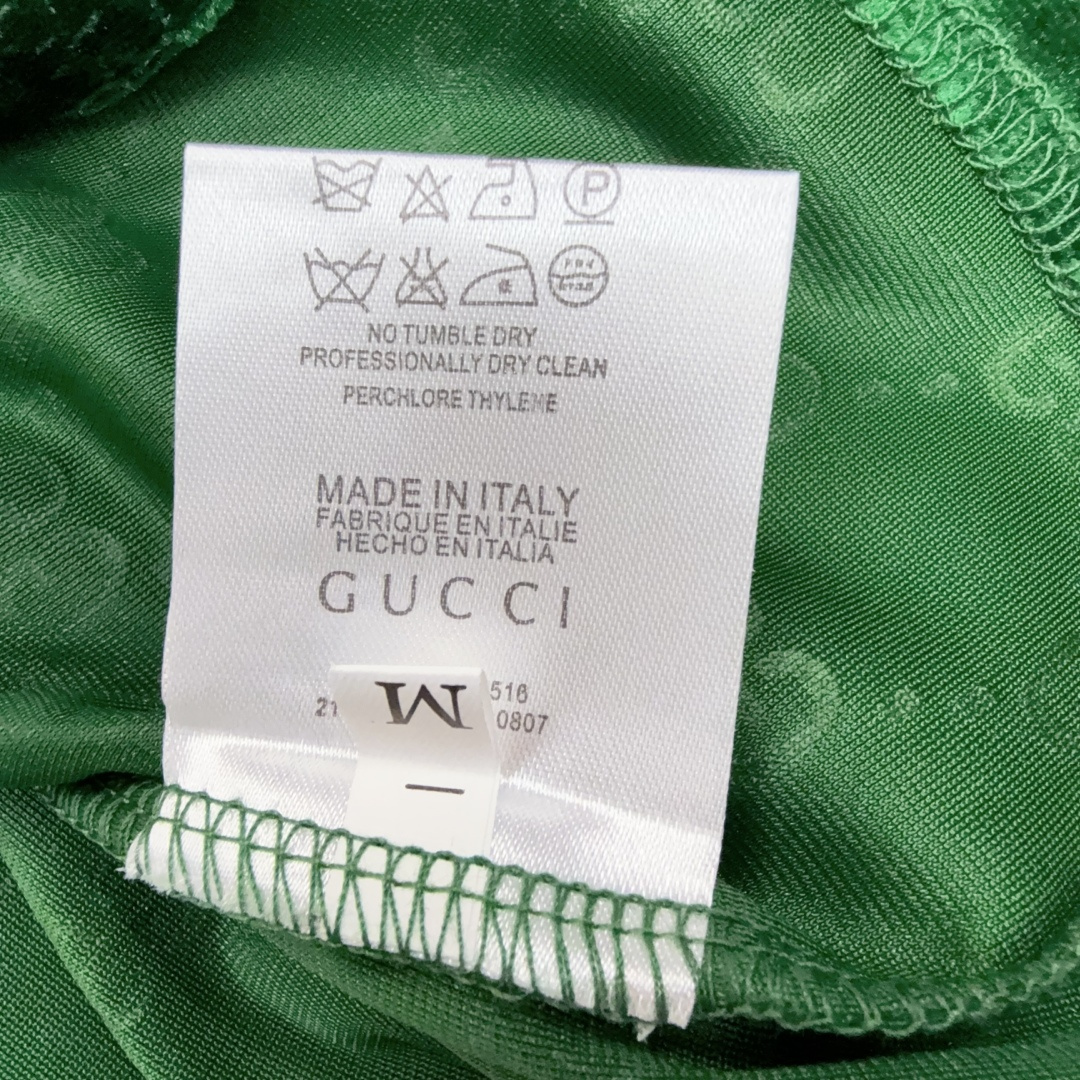 P
NO TUMBLE DRY
PROFESSIONALLY DRY CLEAN
PERCHLORE THYLENE
MADE IN ITALY
FABRIQUE EN ITALIE
HECHO EN ITALIA
GUCCI
516
21 0807
M